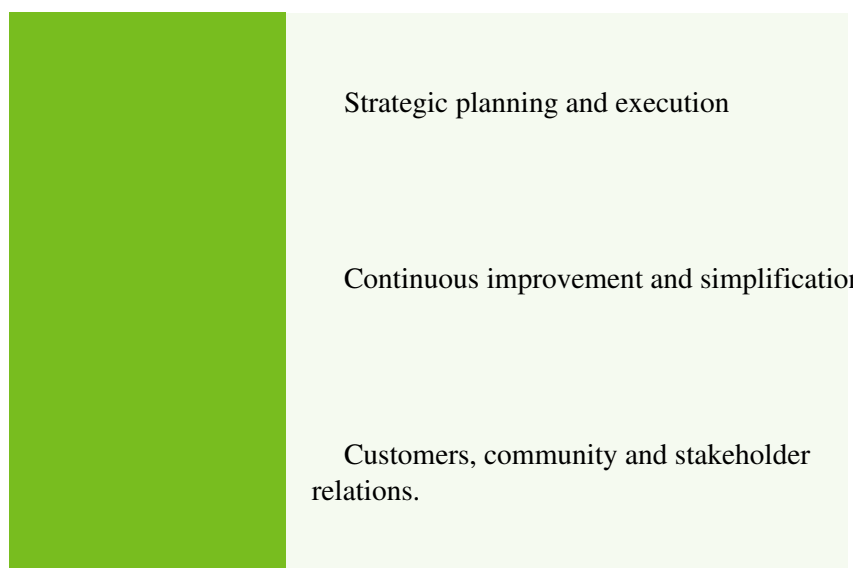 Strategic planning and execution
Continuous improvement and simplification
Customers, community and stakeholder
relations.